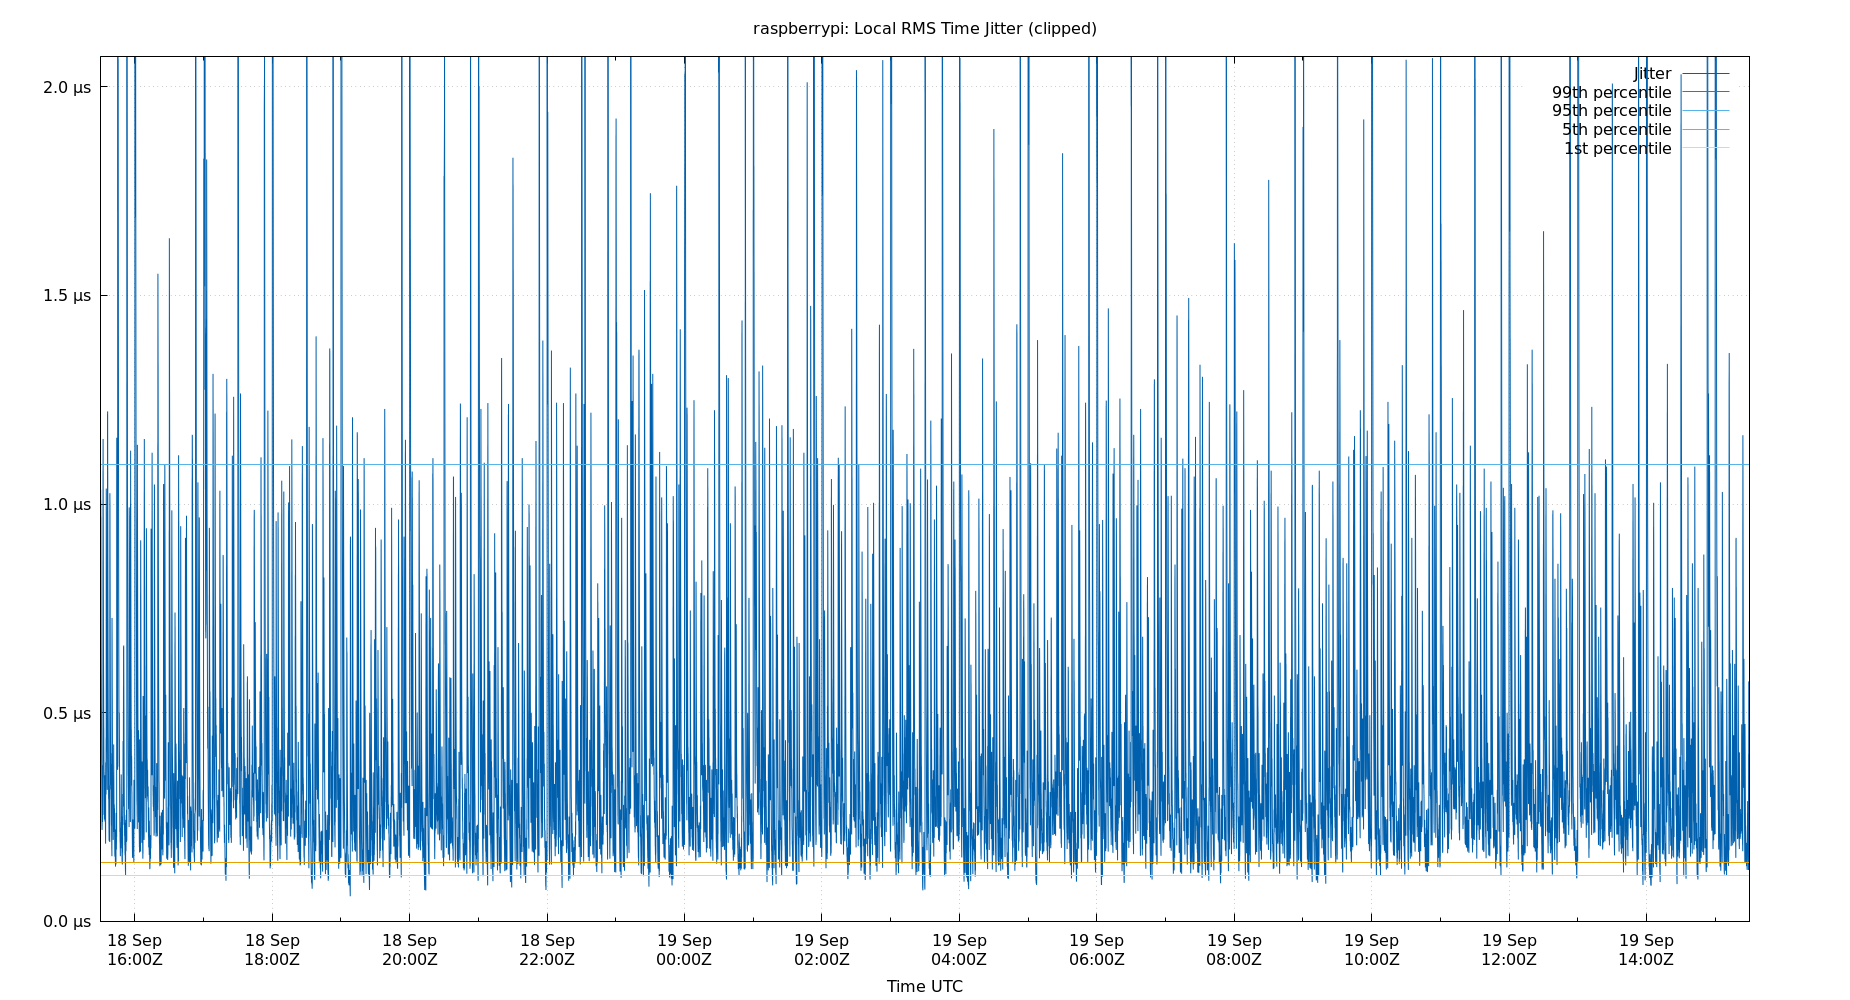 raspberrypi: Local RMS Time Jitter (clipped)
2.0 µs
1.5 µs
1.0 µs
0.5 µs
0.0 µs
Jitter
99th percentile
95th percentile
5th percentile
1st percentile
18 Sep 18 Sep 18 Sep 18 Sep 19 Sep 19 Sep 19 Sep 19 Sep 19 Sep 19 Sep 19 Sep 19 Sep
16:00Z 18:00Z 20:00Z 22:00Z 00:00Z 02:00Z 04:00Z 06:00Z 08:00Z 10:00Z 12:00Z 14:00Z
Time UTC